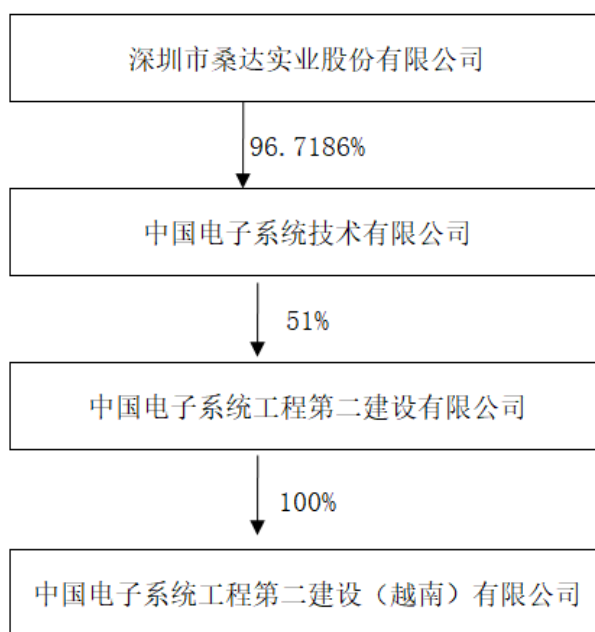 深圳市桑达实业股份有限公司
96.7186%
中国电子系统技术有限公司
51%
中国电子系统工程第二建设有限公司
100%
中国电子系统工程第二建设（越南）有限公司